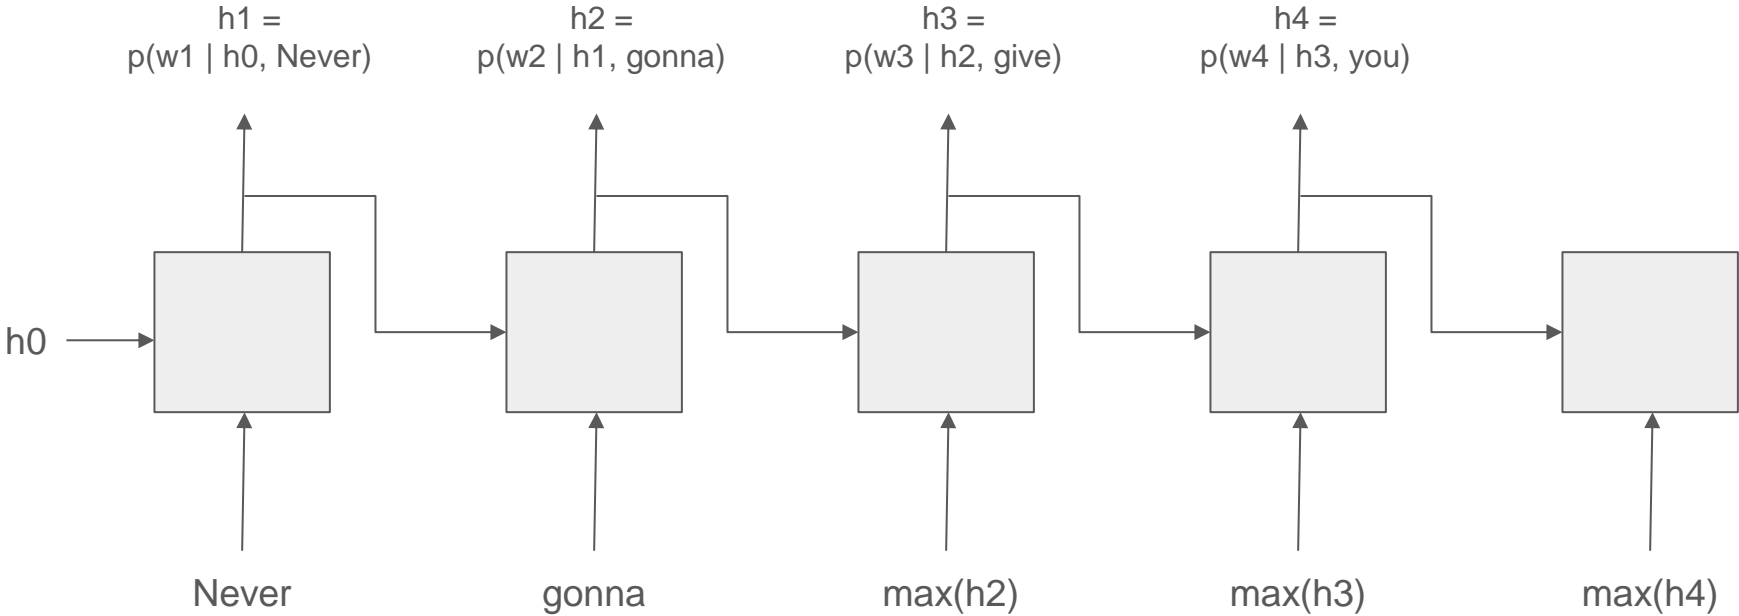 h1 =
p(w1 | h0, Never)
h2 =
p(w2 | h1, gonna)
h3 =
p(w3 | h2, give)
h4 =
p(w4 | h3, you)
h0
Never
gonna
max(h2)
max(h3)
max(h4)